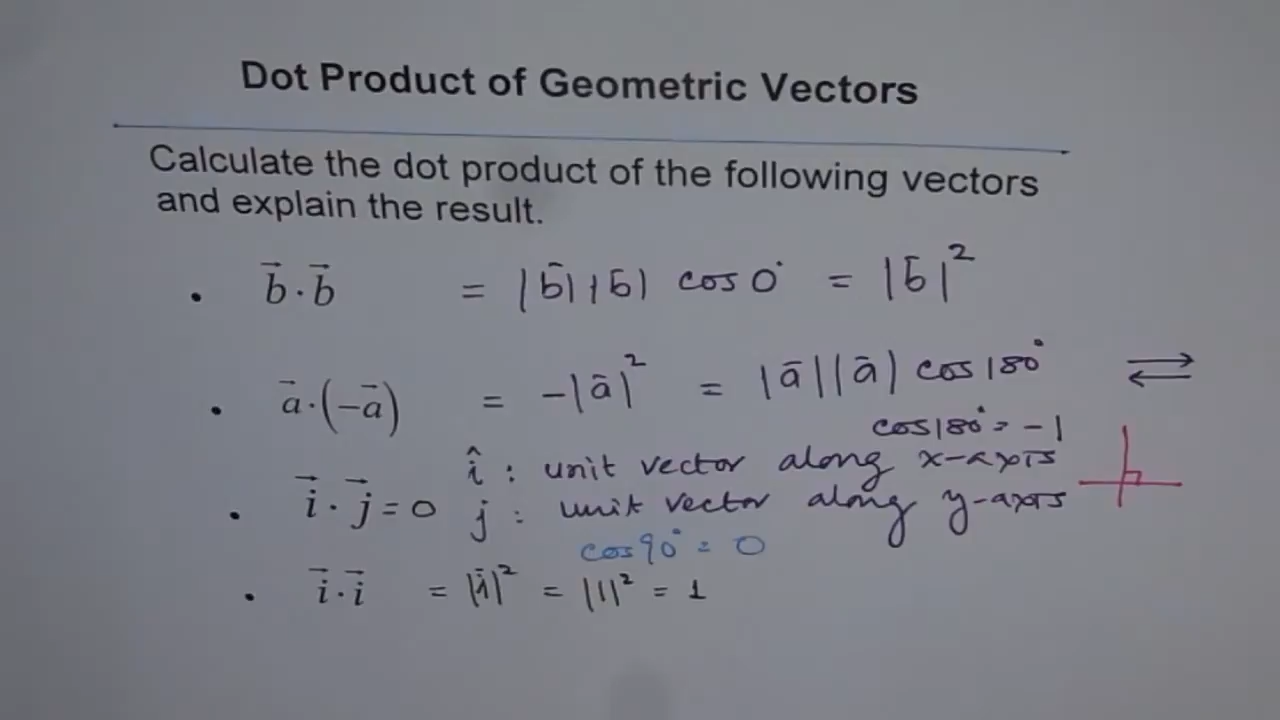 Dot Product of Geometric Vectors
Calculate the dot product of the following vectors
and explain the result.
• b⃗ · b⃗ = |b̄| |b̄| cos 0° = |b̄|²
• a⃗ · (−a⃗) = −|ā|² = |ā| |ā| cos 180°
cos 180° = −1
î : unit vector along x-axis
• i⃗ · j⃗ = 0 j : unit vector along y-axis
cos 90° = 0
• i⃗ · i⃗ = |ī|² = |1|² = 1